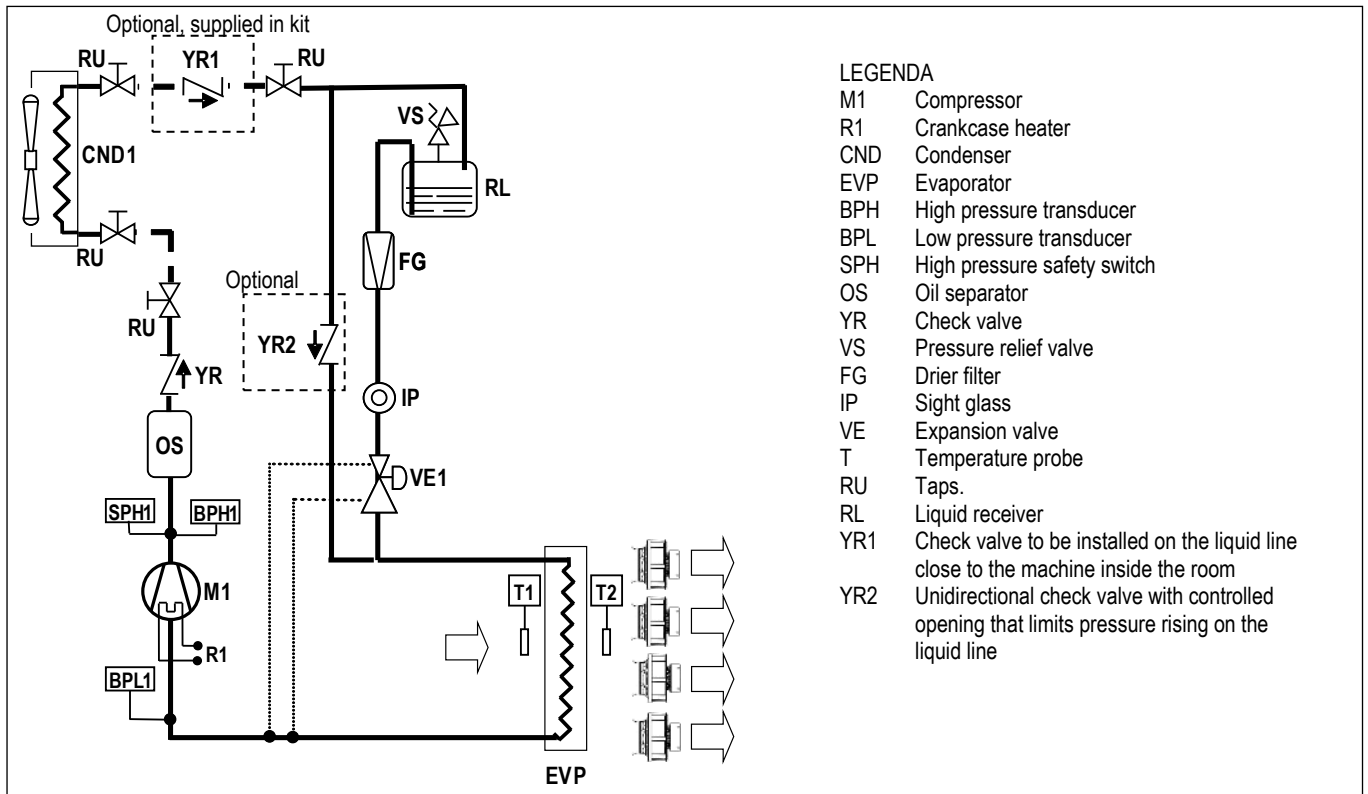 Optional, supplied in kit
RU
YR1
RU
VS
CND1
RL
RU
FG
Optional
RU
YR2
YR
IP
OS
VE1
SPH1
BPH1
M1
T1
T2
R1
BPL1
EVP
LEGENDA
M1 Compressor
R1 Crankcase heater
CND Condenser
EVP Evaporator
BPH High pressure transducer
BPL Low pressure transducer
SPH High pressure safety switch
OS Oil separator
YR Check valve
VS Pressure relief valve
FG Drier filter
IP Sight glass
VE Expansion valve
T Temperature probe
RU Taps.
RL Liquid receiver
YR1 Check valve to be installed on the liquid line
close to the machine inside the room
YR2 Unidirectional check valve with controlled
opening that limits pressure rising on the
liquid line